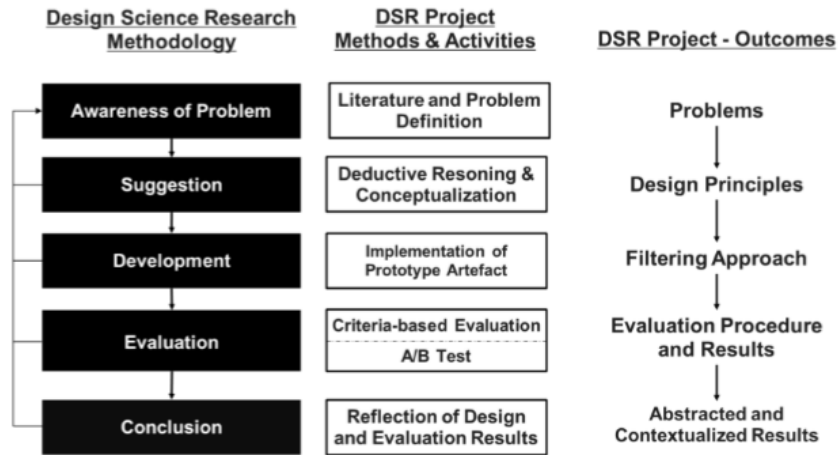 Design Science Research
Methodology
DSR Project
Methods & Activities
DSR Project - Outcomes
Awareness of Problem
Literature and Problem
Definition
Problems
Suggestion
Deductive Resoning &
Conceptualization
Design Principles
Development
Implementation of
Prototype Artefact
Filtering Approach
Evaluation
Criteria-based Evaluation
A/B Test
Evaluation Procedure
and Results
Conclusion
Reflection of Design
and Evaluation Results
Abstracted and
Contextualized Results